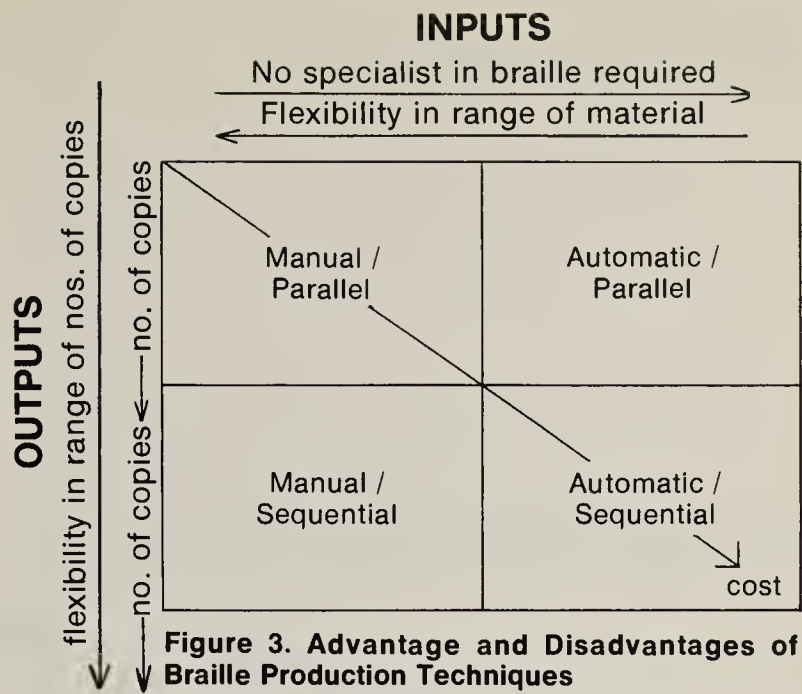 INPUTS
No specialist in braille required
Flexibility in range of material
OUTPUTS
flexibility in range of nos. of copies
no. of copies
no. of copies
Manual /
Parallel
Automatic /
Parallel
Manual /
Sequential
Automatic /
Sequential
cost
Figure 3. Advantage and Disadvantages of
Braille Production Techniques